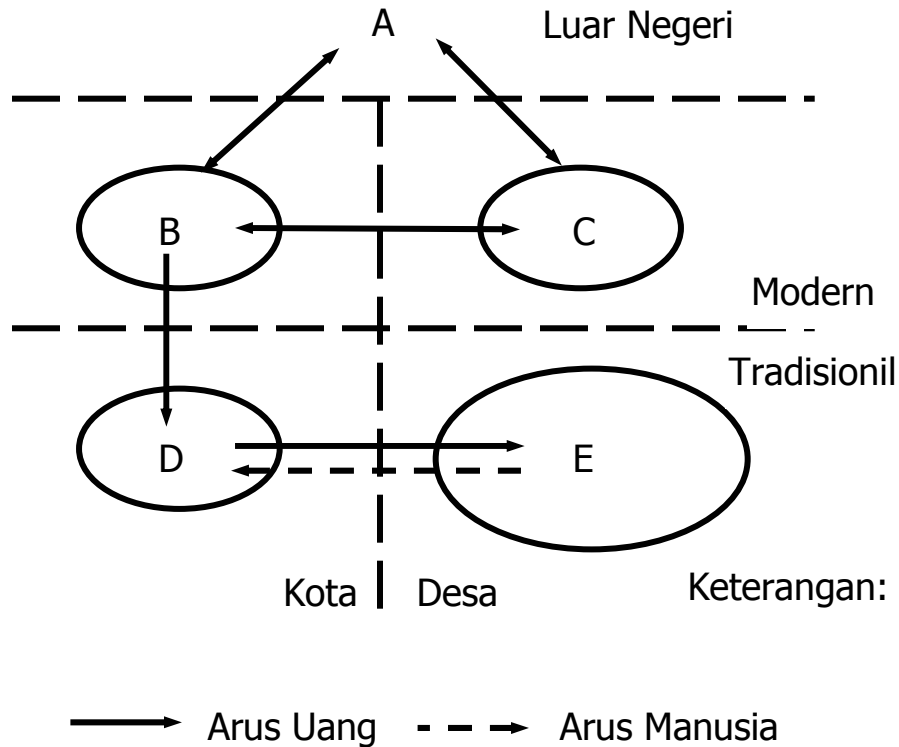 A Luar Negeri
B C
Modern
Tradisionil
D E
Kota Desa Keterangan:
Arus Uang Arus Manusia